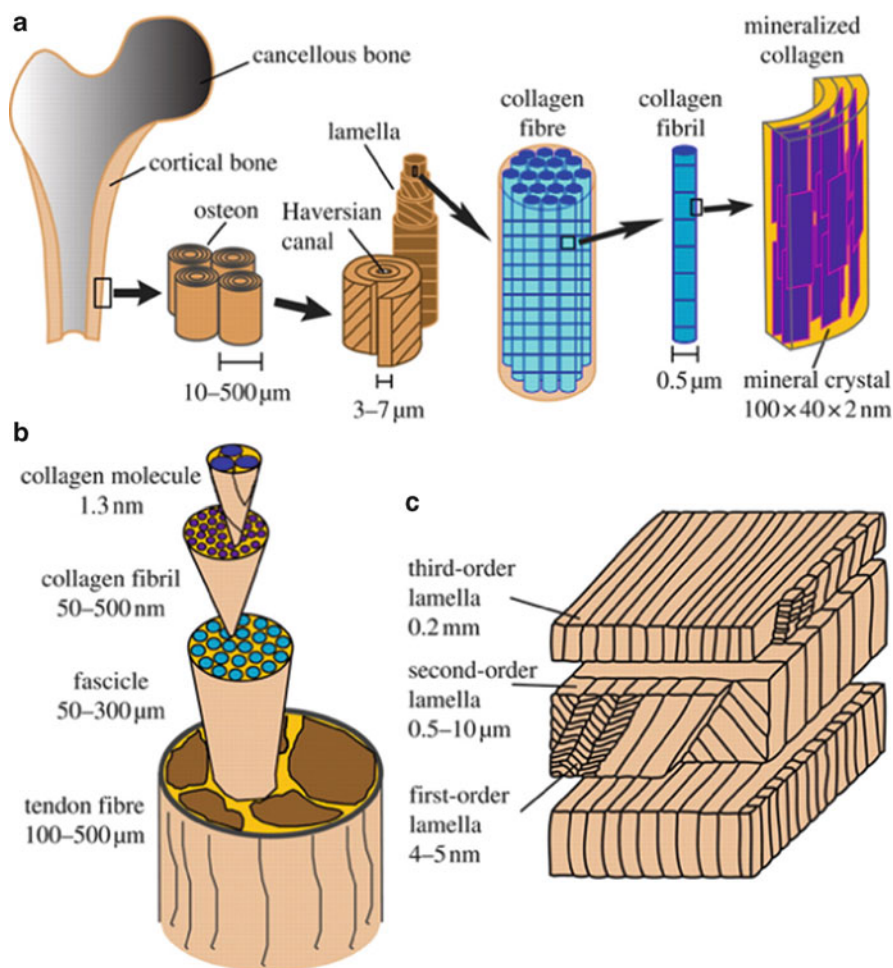 a
cancellous bone
cortical bone
osteon
10–500 μm
lamella
Haversian
canal
3–7 μm
collagen
fibre
collagen
fibril
0.5 μm
mineralized
collagen
mineral crystal
100 × 40 × 2 nm
b
collagen molecule
1.3 nm
collagen fibril
50–500 nm
fascicle
50–300 μm
tendon fibre
100–500 μm
c
third-order
lamella
0.2 mm
second-order
lamella
0.5–10 μm
first-order
lamella
4–5 nm